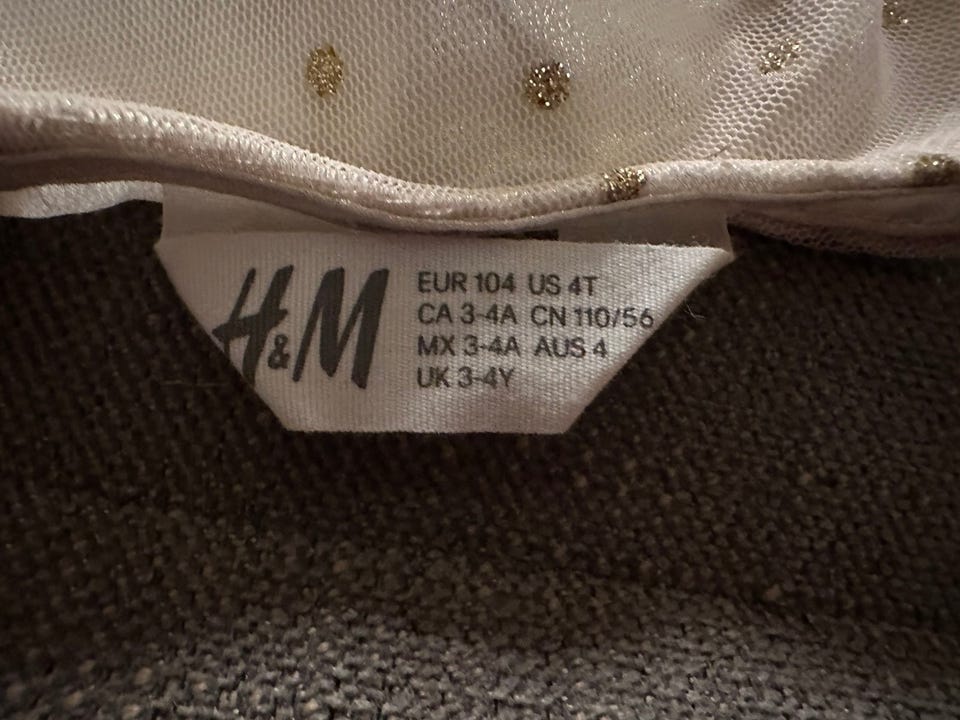 H&M
EUR 104 US 4T
CA 3-4A CN 110/56
MX 3-4A AUS 4
UK 3-4Y